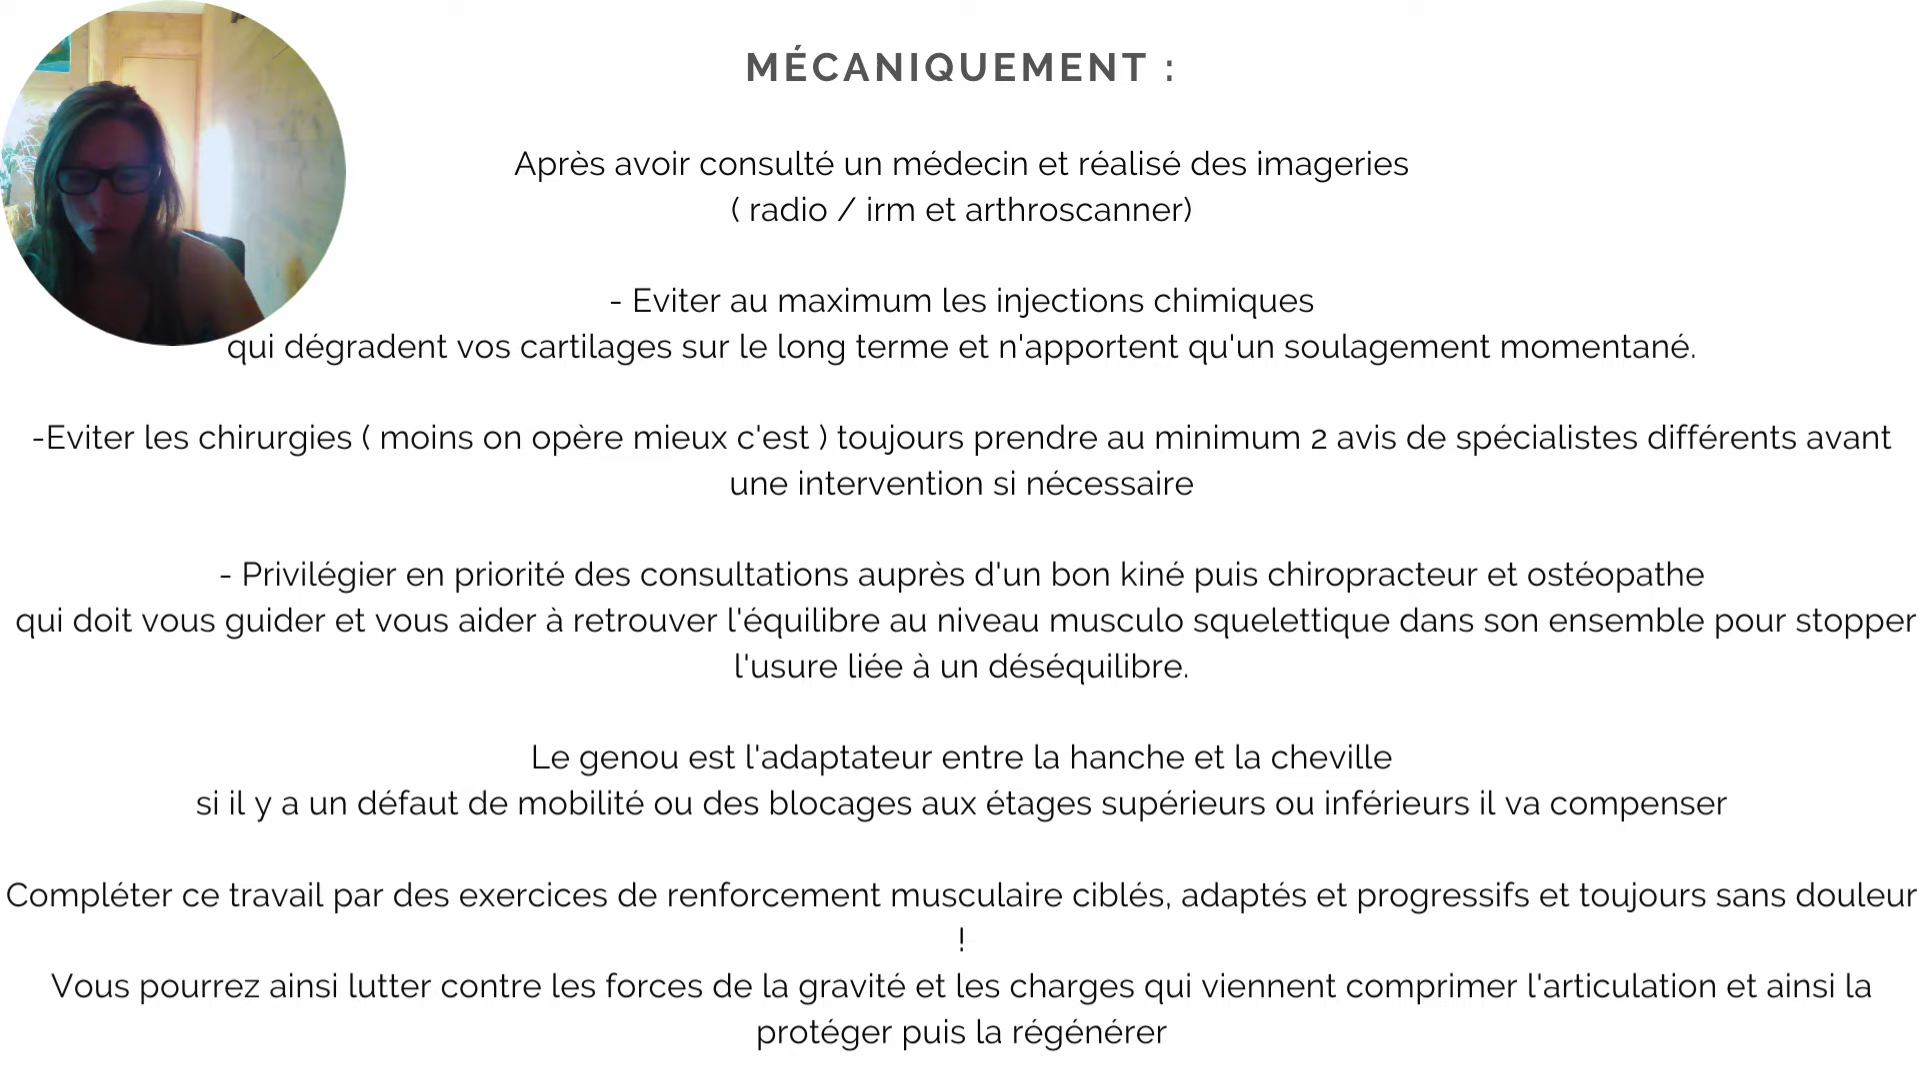 MÉCANIQUEMENT :
Après avoir consulté un médecin et réalisé des imageries
( radio / irm et arthroscanner)
- Eviter au maximum les injections chimiques
qui dégradent vos cartilages sur le long terme et n'apportent qu'un soulagement momentané.
-Eviter les chirurgies ( moins on opère mieux c'est ) toujours prendre au minimum 2 avis de spécialistes différents avant
une intervention si nécessaire
- Privilégier en priorité des consultations auprès d'un bon kiné puis chiropracteur et ostéopathe
qui doit vous guider et vous aider à retrouver l'équilibre au niveau musculo squelettique dans son ensemble pour stopper
l'usure liée à un déséquilibre.
Le genou est l'adaptateur entre la hanche et la cheville
si il y a un défaut de mobilité ou des blocages aux étages supérieurs ou inférieurs il va compenser
Compléter ce travail par des exercices de renforcement musculaire ciblés, adaptés et progressifs et toujours sans douleur
!
Vous pourrez ainsi lutter contre les forces de la gravité et les charges qui viennent comprimer l'articulation et ainsi la
protéger puis la régénérer